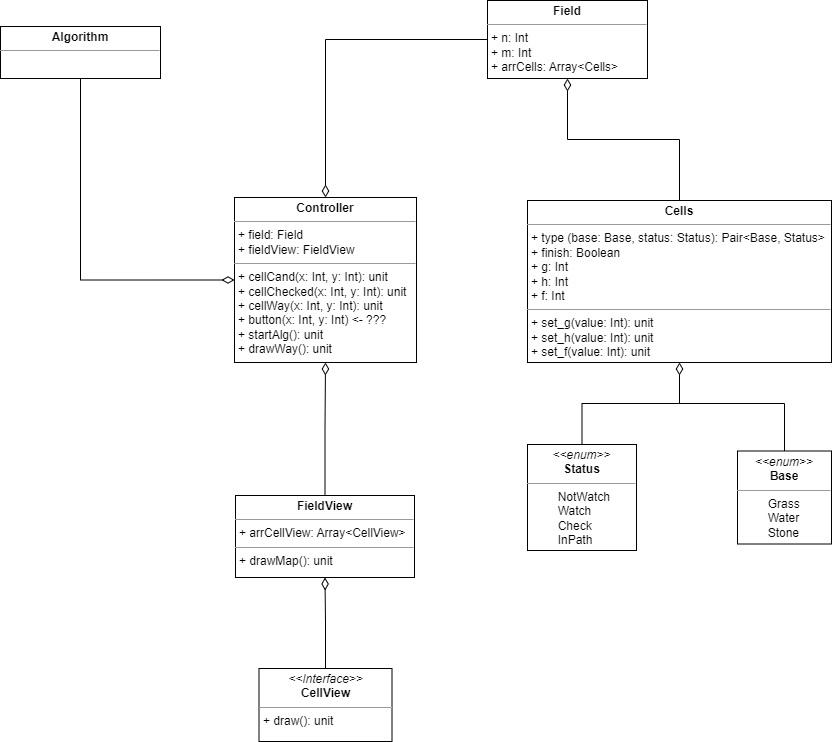 Field
+ n: Int
+ m: Int
+ arrCells: Array<Cells>
Algorithm
Controller
+ field: Field
+ fieldView: FieldView
+ cellCand(x: Int, y: Int): unit
+ cellChecked(x: Int, y: Int): unit
+ cellWay(x: Int, y: Int): unit
+ button(x: Int, y: Int) <- ???
+ startAlg(): unit
+ drawWay(): unit
Cells
+ type (base: Base, status: Status): Pair<Base, Status>
+ finish: Boolean
+ g: Int
+ h: Int
+ f: Int
+ set_g(value: Int): unit
+ set_h(value: Int): unit
+ set_f(value: Int): unit
<<enum>>
Status
NotWatch
Watch
Check
InPath
<<enum>>
Base
Grass
Water
Stone
FieldView
+ arrCellView: Array<CellView>
+ drawMap(): unit
<<Interface>>
CellView
+ draw(): unit